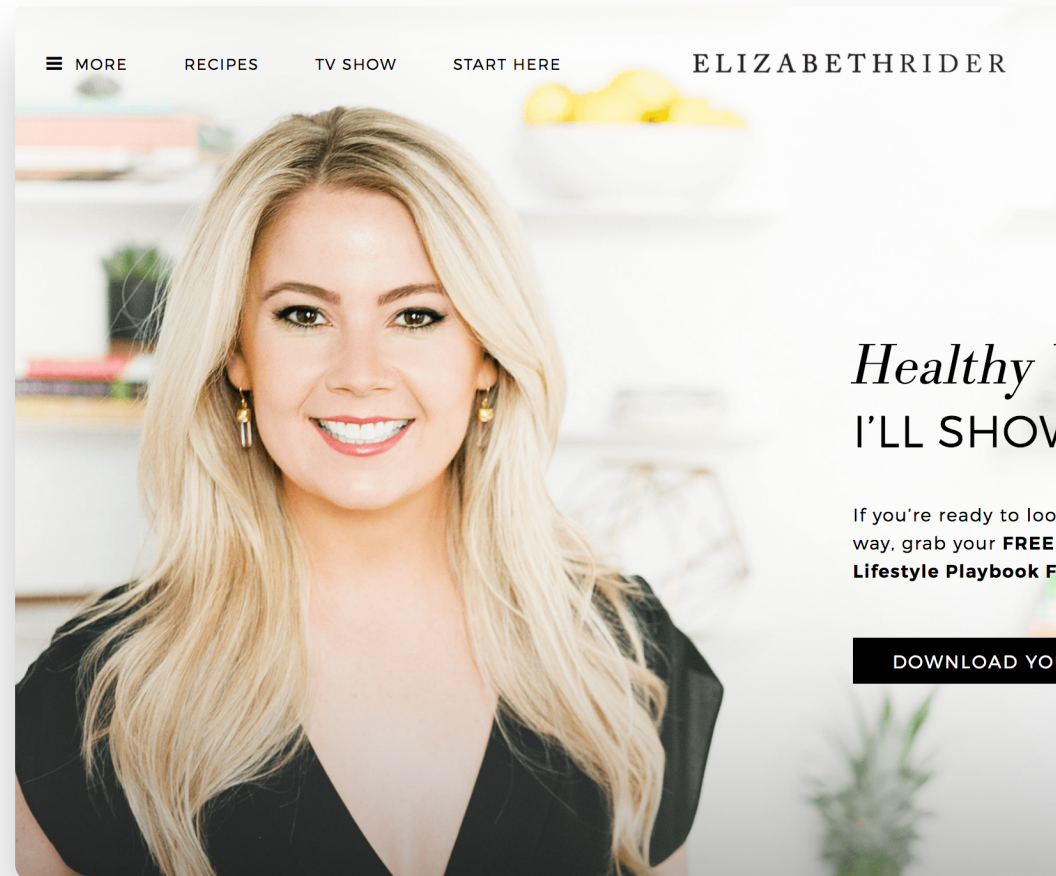 MORE RECIPES TV SHOW START HERE ELIZABETHRIDER
Healthy
I'LL SHOW
If you're ready to loo
way, grab your FREE
Lifestyle Playbook F
DOWNLOAD YO